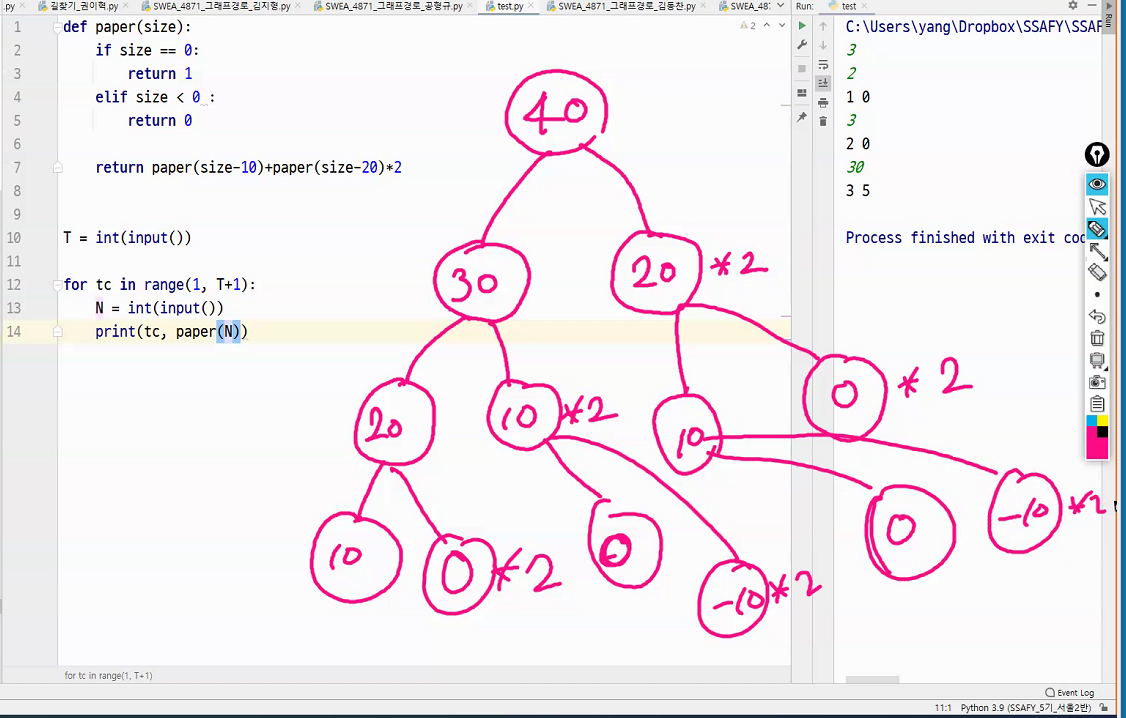 .py
길찾기_권이혁.py
SWEA_4871_그래프경로_김지형.py
SWEA_4871_그래프경로_공형규.py
test.py
SWEA_4871_그래프경로_김동찬.py
SWEA_487
Run:
test
1 def paper(size):
2 if size == 0:
3 return 1
4 elif size < 0 :
5 return 0
6
7 return paper(size-10)+paper(size-20)*2
8
9
10 T = int(input())
11
12 for tc in range(1, T+1):
13 N = int(input())
14 print(tc, paper(N))
2
C:\Users\yang\Dropbox\SSAFY\SSAF
3
2
1 0
3
2 0
30
3 5
Process finished with exit cod
Run
40
30
20 *2
20
10 *2
10
0 *2
10
0 *2
0
-10 *2
0
-10 *2
for tc in range(1, T+1)
Event Log
11:1 Python 3.9 (SSAFY_5기_서울2반)